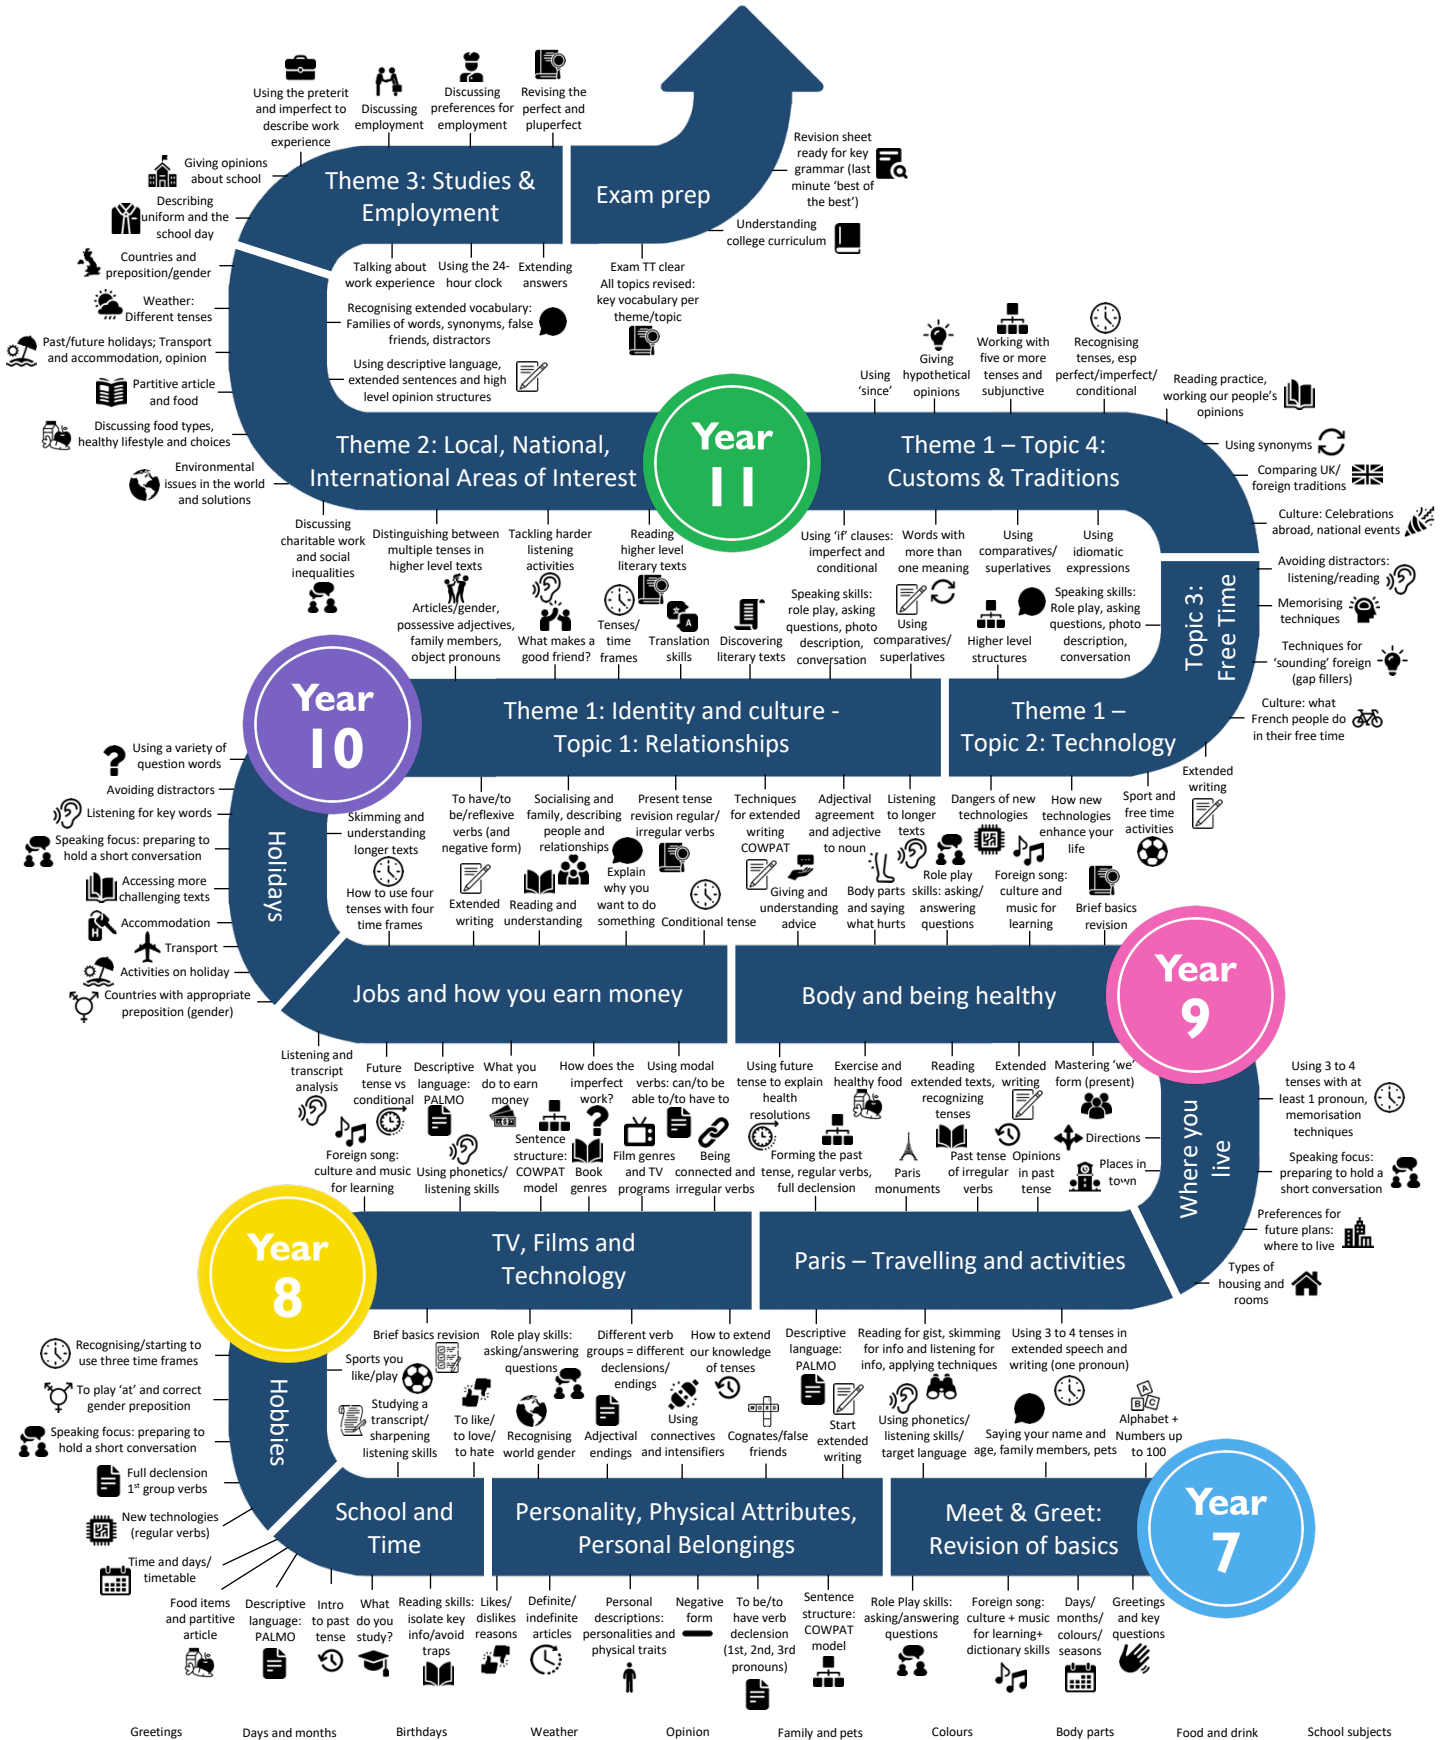 Using the preterit
and imperfect to
describe work
experience
Discussing
employment
Discussing
preferences for
employment
Revising the
perfect and
pluperfect
Giving opinions
about school
Describing
uniform and the
school day
Theme 3: Studies &
Employment
Exam prep
Revision sheet
ready for key
grammar (last
minute ‘best of
the best’)
Understanding
college curriculum
Countries and
preposition/gender
Weather:
Different tenses
Past/future holidays; Transport
and accommodation, opinion
Partitive article
and food
Discussing food types,
healthy lifestyle and choices
Environmental
issues in the world
and solutions
Talking about
work experience
Using the 24-
hour clock
Extending
answers
Exam TT clear
All topics revised:
key vocabulary per
theme/topic
Recognising extended vocabulary:
Families of words, synonyms, false
friends, distractors
Using descriptive language,
extended sentences and high
level opinion structures
Using
‘since’
Giving
hypothetical
opinions
Working with
five or more
tenses and
subjunctive
Recognising
tenses, esp
perfect/imperfect/
conditional
Reading practice,
working our people’s
opinions
Using synonyms
Comparing UK/
foreign traditions
Culture: Celebrations
abroad, national events
Theme 2: Local, National,
International Areas of Interest
Year
11
Theme 1 – Topic 4:
Customs & Traditions
Discussing
charitable work
and social
inequalities
Distinguishing between
multiple tenses in
higher level texts
Tackling harder
listening
activities
Reading
higher level
literary texts
Using ‘if’ clauses:
imperfect and
conditional
Words with
more than
one meaning
Using
comparatives/
superlatives
Using
idiomatic
expressions
Avoiding distractors:
listening/reading
Memorising
techniques
Techniques for
‘sounding’ foreign
(gap fillers)
Culture: what
French people do
in their free time
Topic 3:
Free Time
Articles/gender,
possessive adjectives,
family members,
object pronouns
What makes a
good friend?
Tenses/
time
frames
Translation
skills
Discovering
literary texts
Speaking skills:
role play, asking
questions, photo
description,
conversation
Using
comparatives/
superlatives
Higher level
structures
Speaking skills:
Role play, asking
questions, photo
description,
conversation
Year
10
Theme 1: Identity and culture -
Topic 1: Relationships
Theme 1 –
Topic 2: Technology
Extended
writing
Using a variety of
question words
Avoiding distractors
Listening for key words
Speaking focus: preparing to
hold a short conversation
Accessing more
challenging texts
Accommodation
Transport
Activities on holiday
Countries with appropriate
preposition (gender)
Holidays
Skimming and
understanding
longer texts
To have/to
be/reflexive
verbs (and
negative form)
Socialising and
family, describing
people and
relationships
Present tense
revision regular/
irregular verbs
Techniques
for extended
writing
COWPAT
Adjectival
agreement
and adjective
to noun
Listening
to longer
texts
Dangers of new
technologies
How new
technologies
enhance your
life
Sport and
free time
activities
How to use four
tenses with four
time frames
Extended
writing
Reading and
understanding
Explain
why you
want to do
something
Conditional tense
Giving and
understanding
advice
Body parts
and saying
what hurts
Role play
skills: asking/
answering
questions
Foreign song:
culture and
music for
learning
Brief basics
revision
Jobs and how you earn money
Body and being healthy
Year
9
Listening and
transcript
analysis
Future
tense vs
conditional
Descriptive
language:
PALMO
What you
do to earn
money
How does the
imperfect
work?
Using modal
verbs: can/to be
able to/to have to
Using future
tense to explain
health
resolutions
Exercise and
healthy food
Reading
extended texts,
recognizing
tenses
Extended
writing
Mastering ‘we’
form (present)
Using 3 to 4
tenses with at
least 1 pronoun,
memorisation
techniques
Speaking focus:
preparing to hold a
short conversation
Preferences for
future plans:
where to live
Types of
housing and
rooms
Directions
Places in
town
Where you
live
Foreign song:
culture and music
for learning
Using phonetics/
listening skills
Sentence
structure:
COWPAT
model
Book
genres
Film genres
and TV
programs
Being
connected and
irregular verbs
Forming the past
tense, regular verbs,
full declension
Paris
monuments
Past tense
of irregular
verbs
Opinions
in past
tense
Year
8
TV, Films and
Technology
Paris – Travelling and activities
Recognising/starting to
use three time frames
To play ‘at’ and correct
gender preposition
Speaking focus: preparing to
hold a short conversation
Full declension
1st group verbs
New technologies
(regular verbs)
Time and days/
timetable
Hobbies
Brief basics revision
Sports you
like/play
Role play skills:
asking/answering
questions
Different verb
groups = different
declensions/
endings
How to extend
our knowledge
of tenses
Descriptive
language:
PALMO
Reading for gist, skimming
for info and listening for
info, applying techniques
Using 3 to 4 tenses in
extended speech and
writing (one pronoun)
Studying a
transcript/
sharpening
listening skills
To like/
to love/
to hate
Recognising
world gender
Adjectival
endings
Using
connectives
and intensifiers
Cognates/false
friends
Start
extended
writing
Using phonetics/
listening skills/
target language
Saying your name and
age, family members, pets
Alphabet +
Numbers up
to 100
School and
Time
Personality, Physical Attributes,
Personal Belongings
Meet & Greet:
Revision of basics
Year
7
Food items
and partitive
article
Descriptive
language:
PALMO
Intro
to past
tense
What
do you
study?
Reading skills:
isolate key
info/avoid
traps
Likes/
dislikes
reasons
Definite/
indefinite
articles
Personal
descriptions:
personalities and
physical traits
Negative
form
To be/to
have verb
declension
(1st, 2nd, 3rd
pronouns)
Sentence
structure:
COWPAT
model
Role Play skills:
asking/answering
questions
Foreign song:
culture + music
for learning+
dictionary skills
Days/
months/
colours/
seasons
Greetings
and key
questions
Greetings
Days and months
Birthdays
Weather
Opinion
Family and pets
Colours
Body parts
Food and drink
School subjects